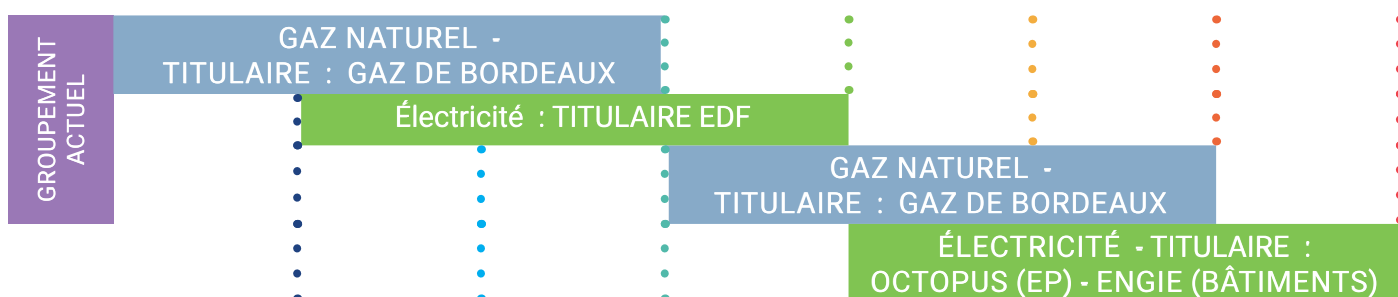 GROUPEMENT
ACTUEL
GAZ NATUREL -
TITULAIRE : GAZ DE BORDEAUX
Électricité : TITULAIRE EDF
GAZ NATUREL -
TITULAIRE : GAZ DE BORDEAUX
ÉLECTRICITÉ - TITULAIRE :
OCTOPUS (EP) - ENGIE (BÂTIMENTS)